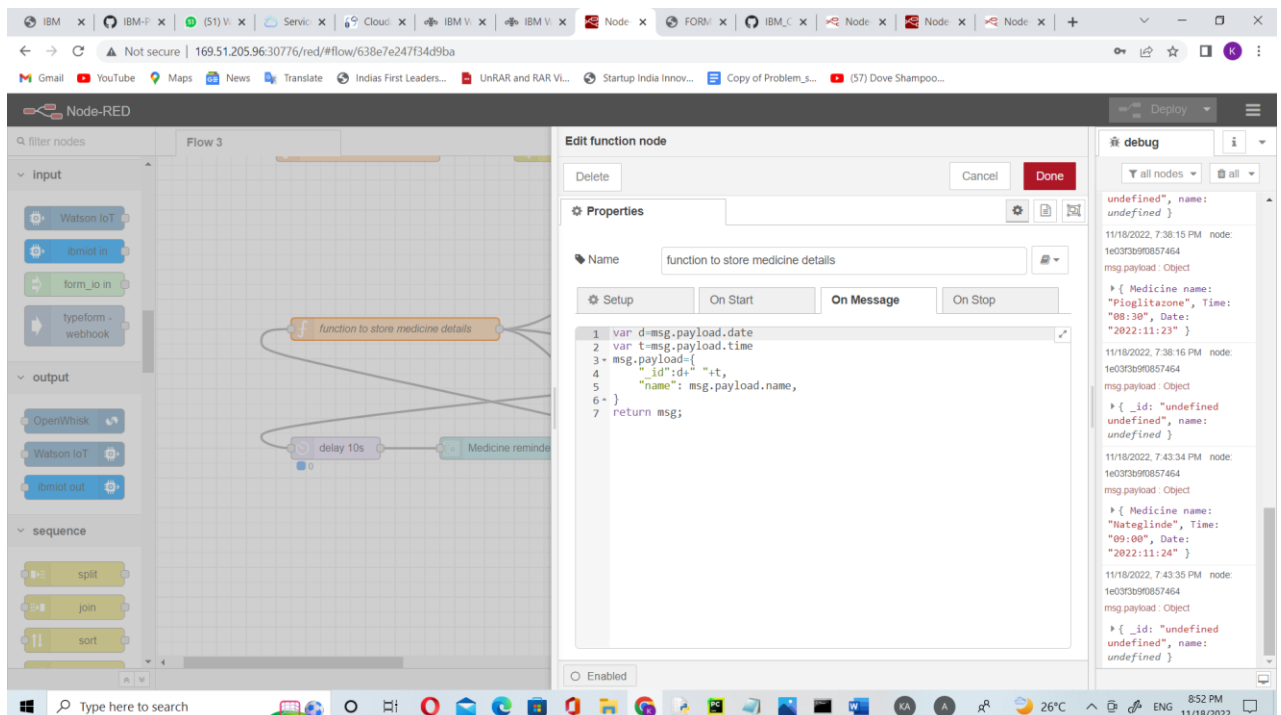 IBM
IBM-P
(51) W
Servic
Cloud
IBM W
IBM W
Node-
FORM
IBM_C
Node
Node-
Node
Not secure | 169.51.205.96:30776/red/#flow/638e7e247f34d9ba
K
Gmail
YouTube
Maps
News
Translate
Indias First Leaders...
UnRAR and RAR Vi...
Startup India Innov...
Copy of Problem_s...
(57) Dove Shampoo...
Node-RED
Deploy
filter nodes
Flow 3
input
Watson IoT
ibmiot in
form_io in
typeform -
webhook
output
OpenWhisk
Watson IoT
ibmiot out
sequence
split
join
sort
function to store medicine details
delay 10s
0
Medicine reminde
Edit function node
Delete
Cancel
Done
Properties
Name
function to store medicine details
Setup
On Start
On Message
On Stop
1 var d=msg.payload.date
2 var t=msg.payload.time
3 msg.payload={
4 "_id":d+" "+t,
5 "name": msg.payload.name,
6 }
7 return msg;
Enabled
debug
i
all nodes
all
undefined", name:
undefined }
11/18/2022, 7:38:15 PM node:
1e03f3b9f0857464
msg.payload : Object
{ Medicine name:
"Pioglitazone", Time:
"08:30", Date:
"2022:11:23" }
11/18/2022, 7:38:16 PM node:
1e03f3b9f0857464
msg.payload : Object
{ _id: "undefined
undefined", name:
undefined }
11/18/2022, 7:43:34 PM node:
1e03f3b9f0857464
msg.payload : Object
{ Medicine name:
"Nateglinde", Time:
"09:00", Date:
"2022:11:24" }
11/18/2022, 7:43:35 PM node:
1e03f3b9f0857464
msg.payload : Object
{ _id: "undefined
undefined", name:
undefined }
Type here to search
KA
A
26°C
ENG
8:52 PM
11/18/2022